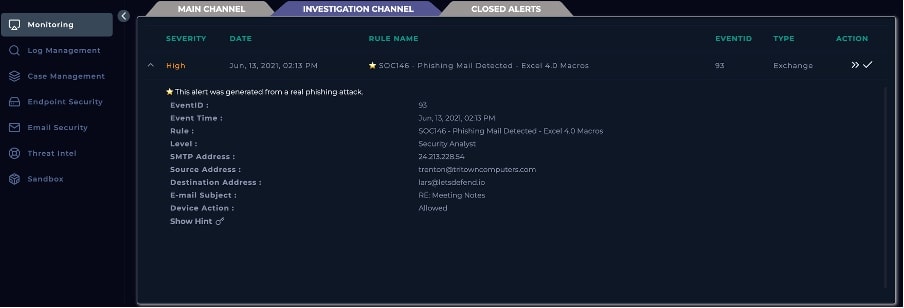 MAIN CHANNEL
INVESTIGATION CHANNEL
CLOSED ALERTS
Monitoring
Log Management
Case Management
Endpoint Security
Email Security
Threat Intel
Sandbox
SEVERITY DATE RULE NAME EVENTID TYPE ACTION
High Jun, 13, 2021, 02:13 PM SOC146 - Phishing Mail Detected - Excel 4.0 Macros 93 Exchange
This alert was generated from a real phishing attack.
EventID : 93
Event Time : Jun, 13, 2021, 02:13 PM
Rule : SOC146 - Phishing Mail Detected - Excel 4.0 Macros
Level : Security Analyst
SMTP Address : 24.213.228.54
Source Address : trenton@tritowncomputers.com
Destination Address : lars@letsdefend.io
E-mail Subject : RE: Meeting Notes
Device Action : Allowed
Show Hint